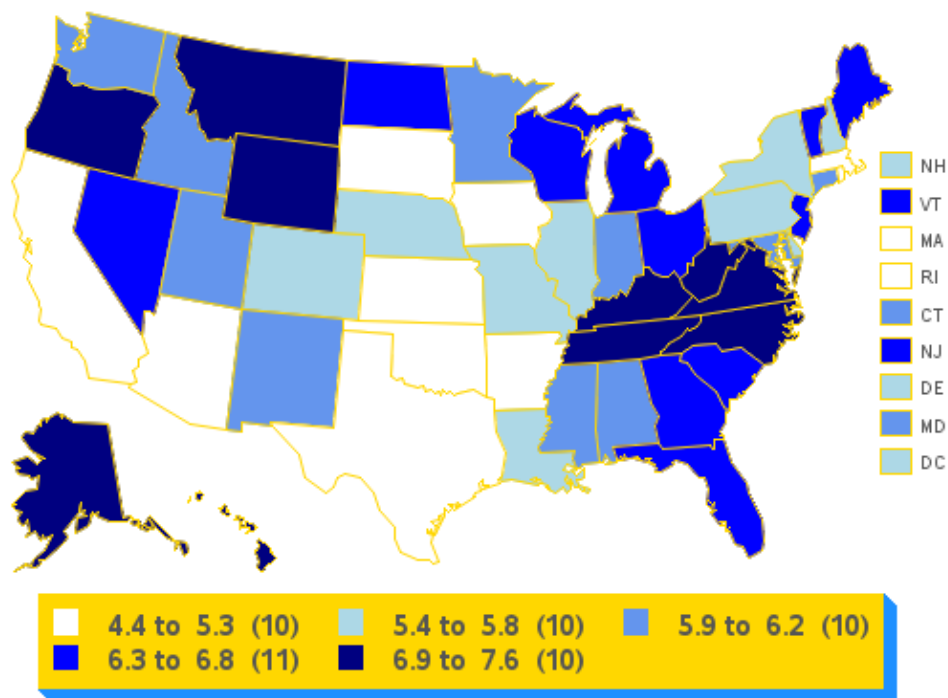 NH
VT
MA
RI
CT
NJ
DE
MD
DC
4.4 to 5.3 (10) 5.4 to 5.8 (10) 5.9 to 6.2 (10)
6.3 to 6.8 (11) 6.9 to 7.6 (10)